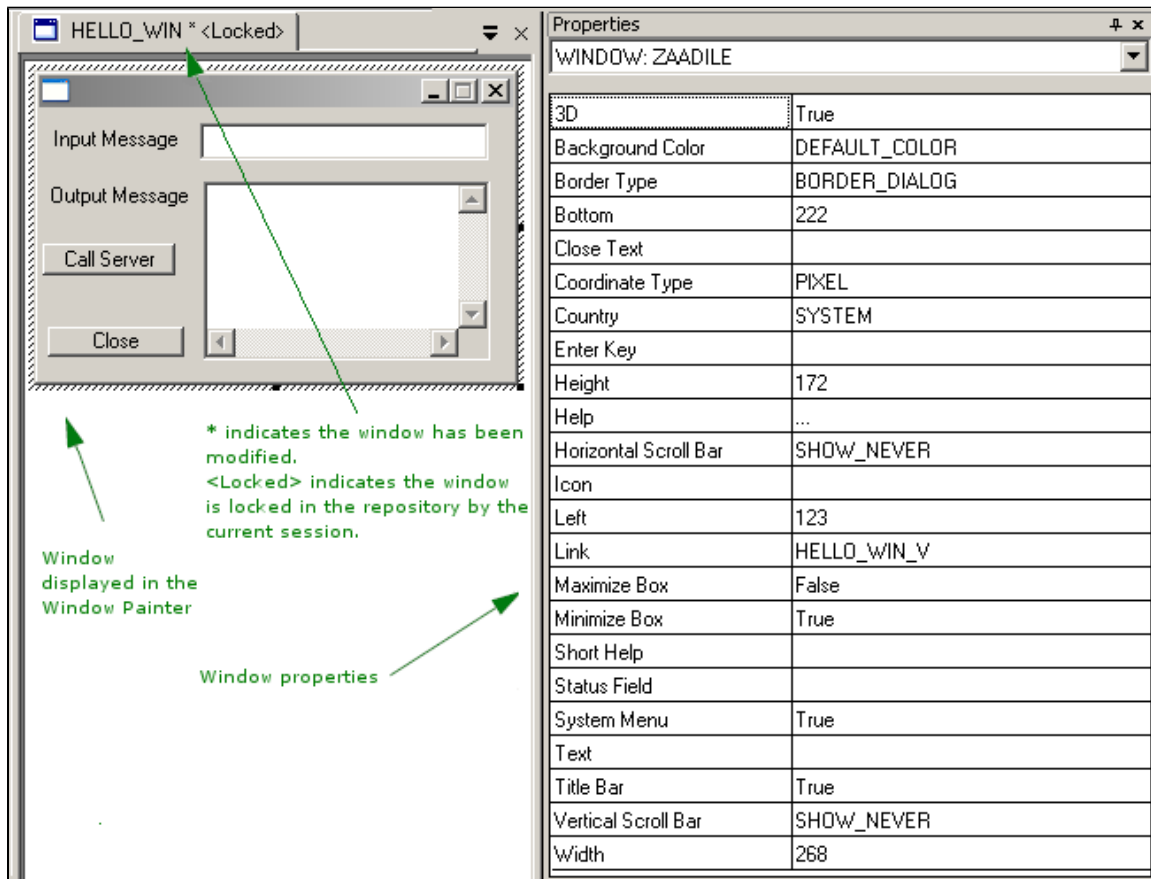 HELLO_WIN * <Locked>
Input Message
Output Message
Call Server
Close
* indicates the window has been
modified.
<Locked> indicates the window
is locked in the repository by the
current session.
Window
displayed in the
Window Painter
Window properties
Properties
WINDOW: ZAADILE
3D True
Background Color DEFAULT_COLOR
Border Type BORDER_DIALOG
Bottom 222
Close Text
Coordinate Type PIXEL
Country SYSTEM
Enter Key
Height 172
Help ...
Horizontal Scroll Bar SHOW_NEVER
Icon
Left 123
Link HELLO_WIN_V
Maximize Box False
Minimize Box True
Short Help
Status Field
System Menu True
Text
Title Bar True
Vertical Scroll Bar SHOW_NEVER
Width 268